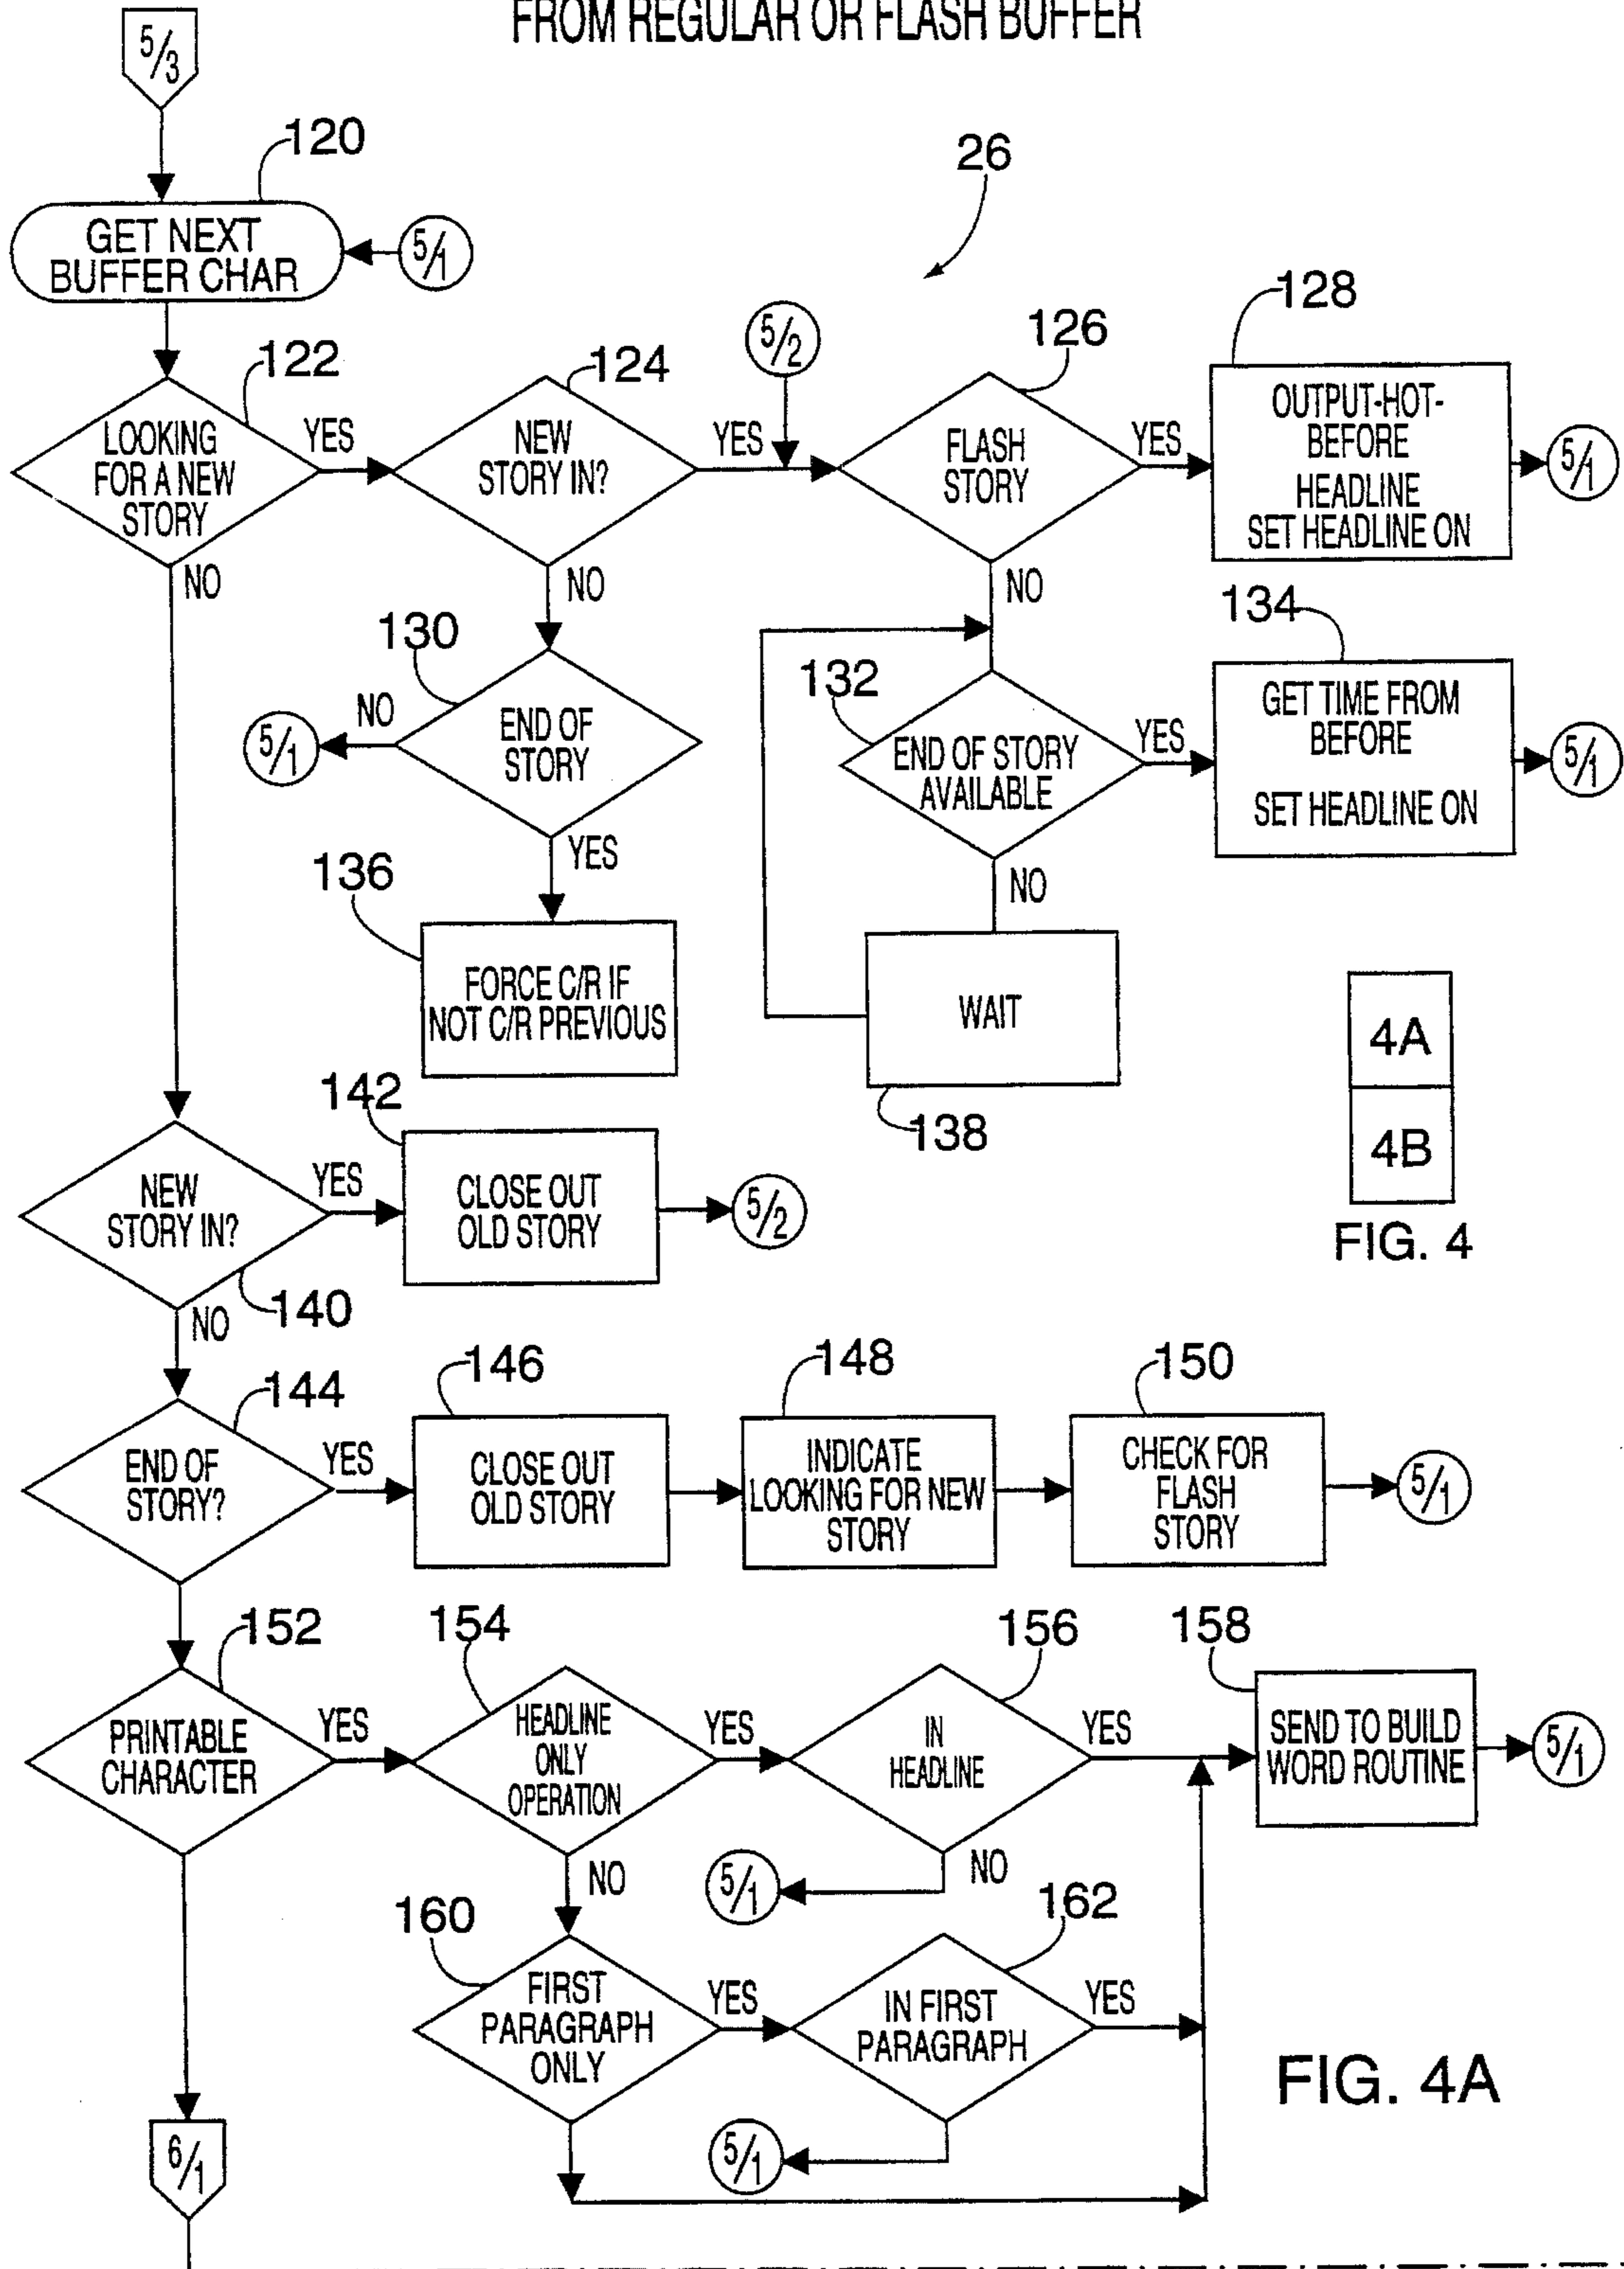 FROM REGULAR OR FLASH BUFFER
5/3
120
GET NEXT
BUFFER CHAR
5/1
26
122
LOOKING
FOR A NEW
STORY
YES
NO
124
NEW
STORY IN?
YES
NO
5/2
126
FLASH
STORY
YES
NO
128
OUTPUT-HOT-
BEFORE
HEADLINE
SET HEADLINE ON
5/1
130
END OF
STORY
NO
5/1
YES
132
END OF STORY
AVAILABLE
YES
NO
134
GET TIME FROM
BEFORE
SET HEADLINE ON
5/1
136
FORCE C/R IF
NOT C/R PREVIOUS
WAIT
138
4A
4B
FIG. 4
NEW
STORY IN?
140
YES
NO
142
CLOSE OUT
OLD STORY
5/2
144
END OF
STORY?
YES
146
CLOSE OUT
OLD STORY
148
INDICATE
LOOKING FOR NEW
STORY
150
CHECK FOR
FLASH
STORY
5/1
152
PRINTABLE
CHARACTER
YES
154
HEADLINE
ONLY
OPERATION
YES
NO
156
IN
HEADLINE
YES
NO
5/1
158
SEND TO BUILD
WORD ROUTINE
5/1
160
FIRST
PARAGRAPH
ONLY
YES
162
IN FIRST
PARAGRAPH
YES
5/1
6/1
FIG. 4A